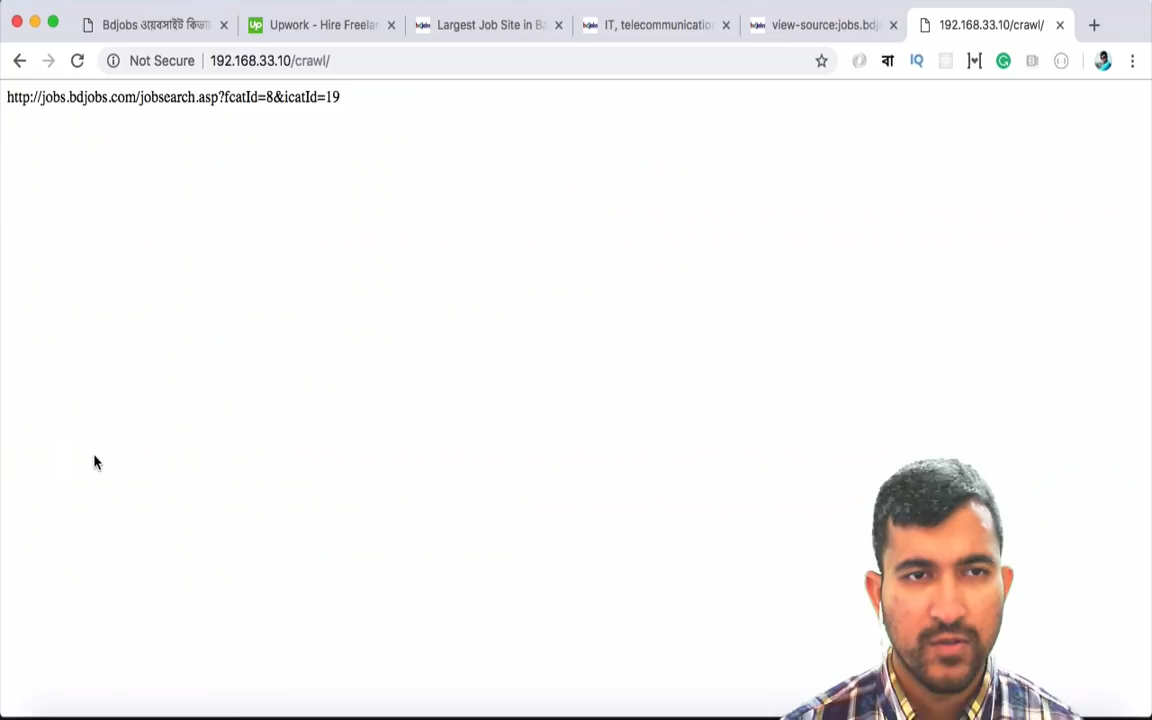 Bdjobs ওয়েবসাইট কিভা
Upwork - Hire Freelan
Largest Job Site in Ba
IT, telecommunicatio
view-source:jobs.bdj
192.168.33.10/crawl/
Not Secure 192.168.33.10/crawl/
বা IQ
http://jobs.bdjobs.com/jobsearch.asp?fcatId=8&icatId=19